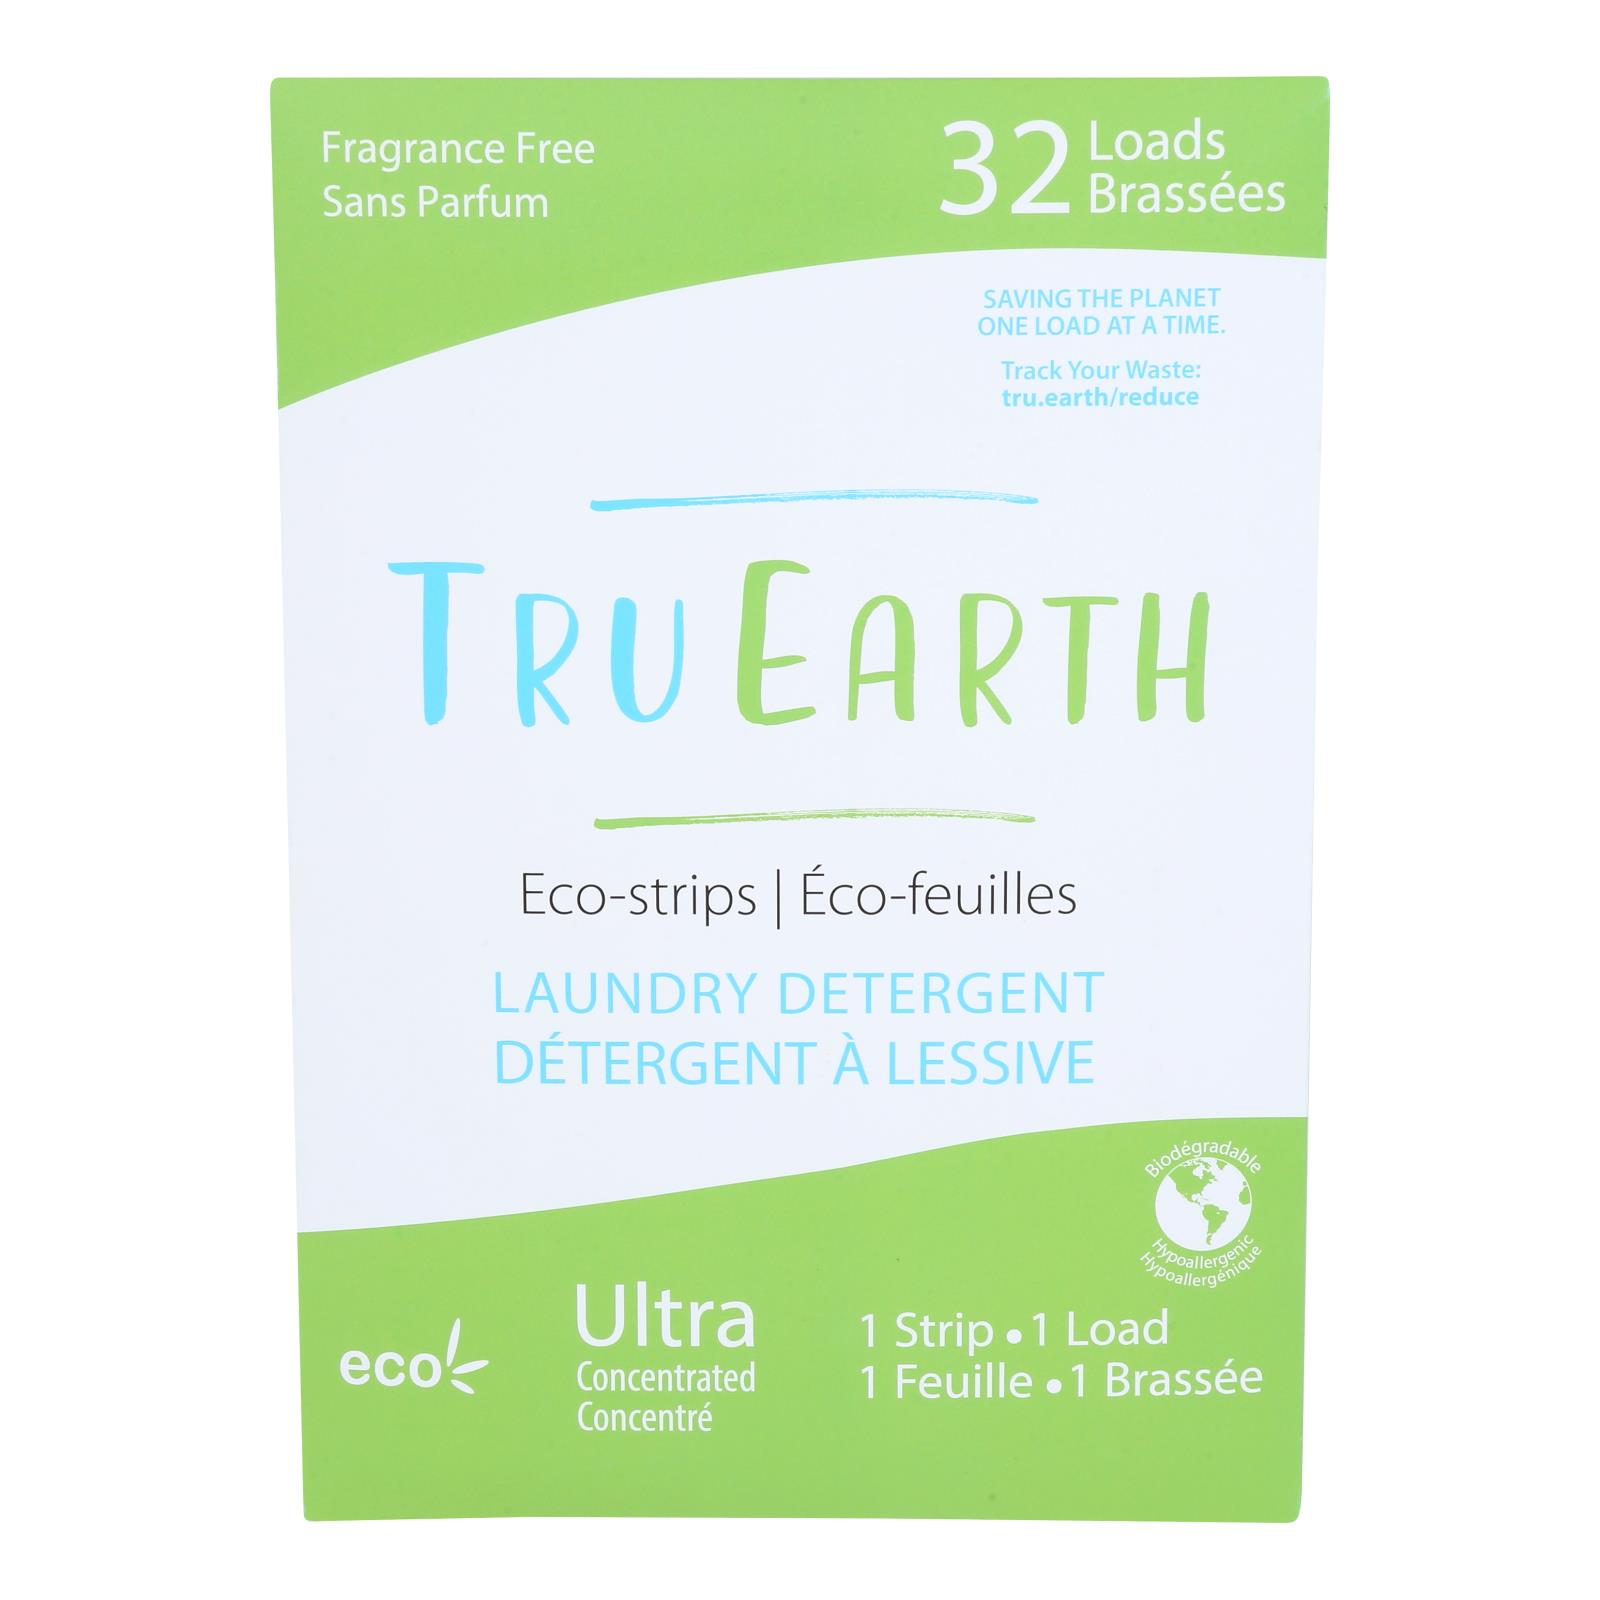 Fragrance Free
Sans Parfum
32 Loads
Brassées
SAVING THE PLANET
ONE LOAD AT A TIME.
Track Your Waste:
tru.earth/reduce
TRUEARTH
Eco-strips | Éco-feuilles
LAUNDRY DETERGENT
DÉTERGENT À LESSIVE
Biodégradable
Hypoallergenic
Hypoallergénique
eco
Ultra
Concentrated
Concentré
1 Strip • 1 Load
1 Feuille • 1 Brassée